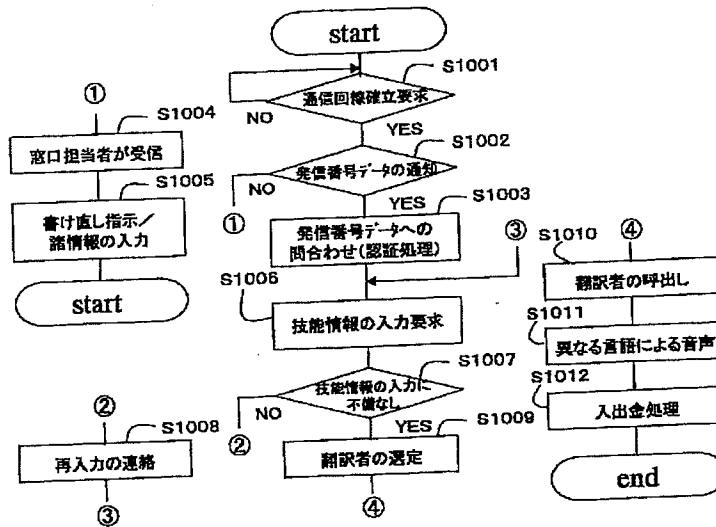 start
S1001
通信回線確立要求
NO
YES
S1002
発信番号データの通知
NO
①
YES
S1003
発信番号データへの
問合わせ(認証処理)
③
S1006
技能情報の入力要求
S1007
技能情報の入力に
不備なし
NO
②
YES
S1009
翻訳者の選定
④
①
S1004
窓口担当者が受信
S1005
書け直し指示/
諸情報の入力
start
②
S1008
再入力の連絡
③
④
S1010
翻訳者の呼出し
S1011
異なる言語による音声
S1012
入出金処理
end